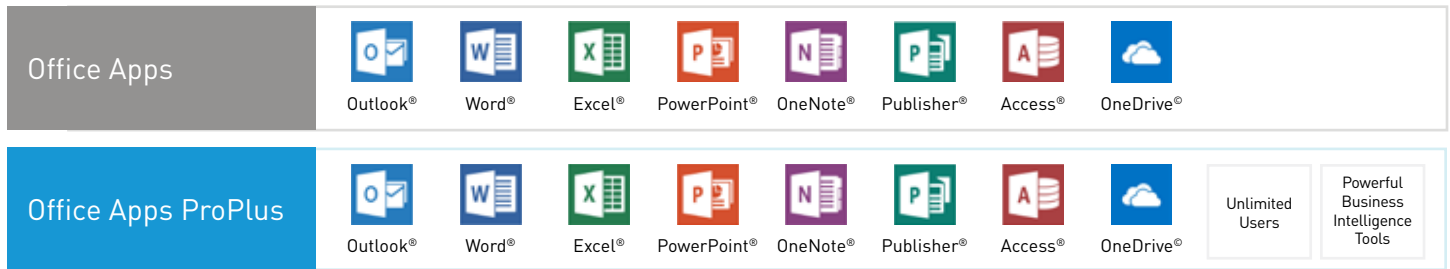 Office Apps
Outlook® Word® Excel® PowerPoint® OneNote® Publisher® Access® OneDrive©
Office Apps ProPlus
Outlook® Word® Excel® PowerPoint® OneNote® Publisher® Access® OneDrive©
Unlimited
Users
Powerful
Business
Intelligence
Tools